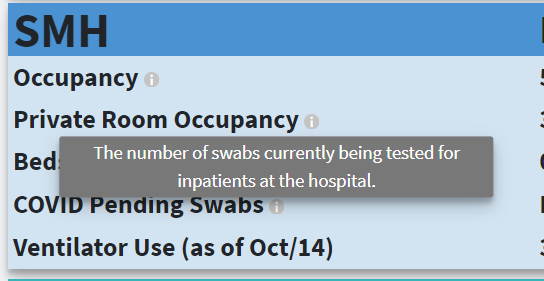 SMH
Occupancy
Private Room Occupancy
Beds
The number of swabs currently being tested for
inpatients at the hospital.
COVID Pending Swabs
Ventilator Use (as of Oct/14)